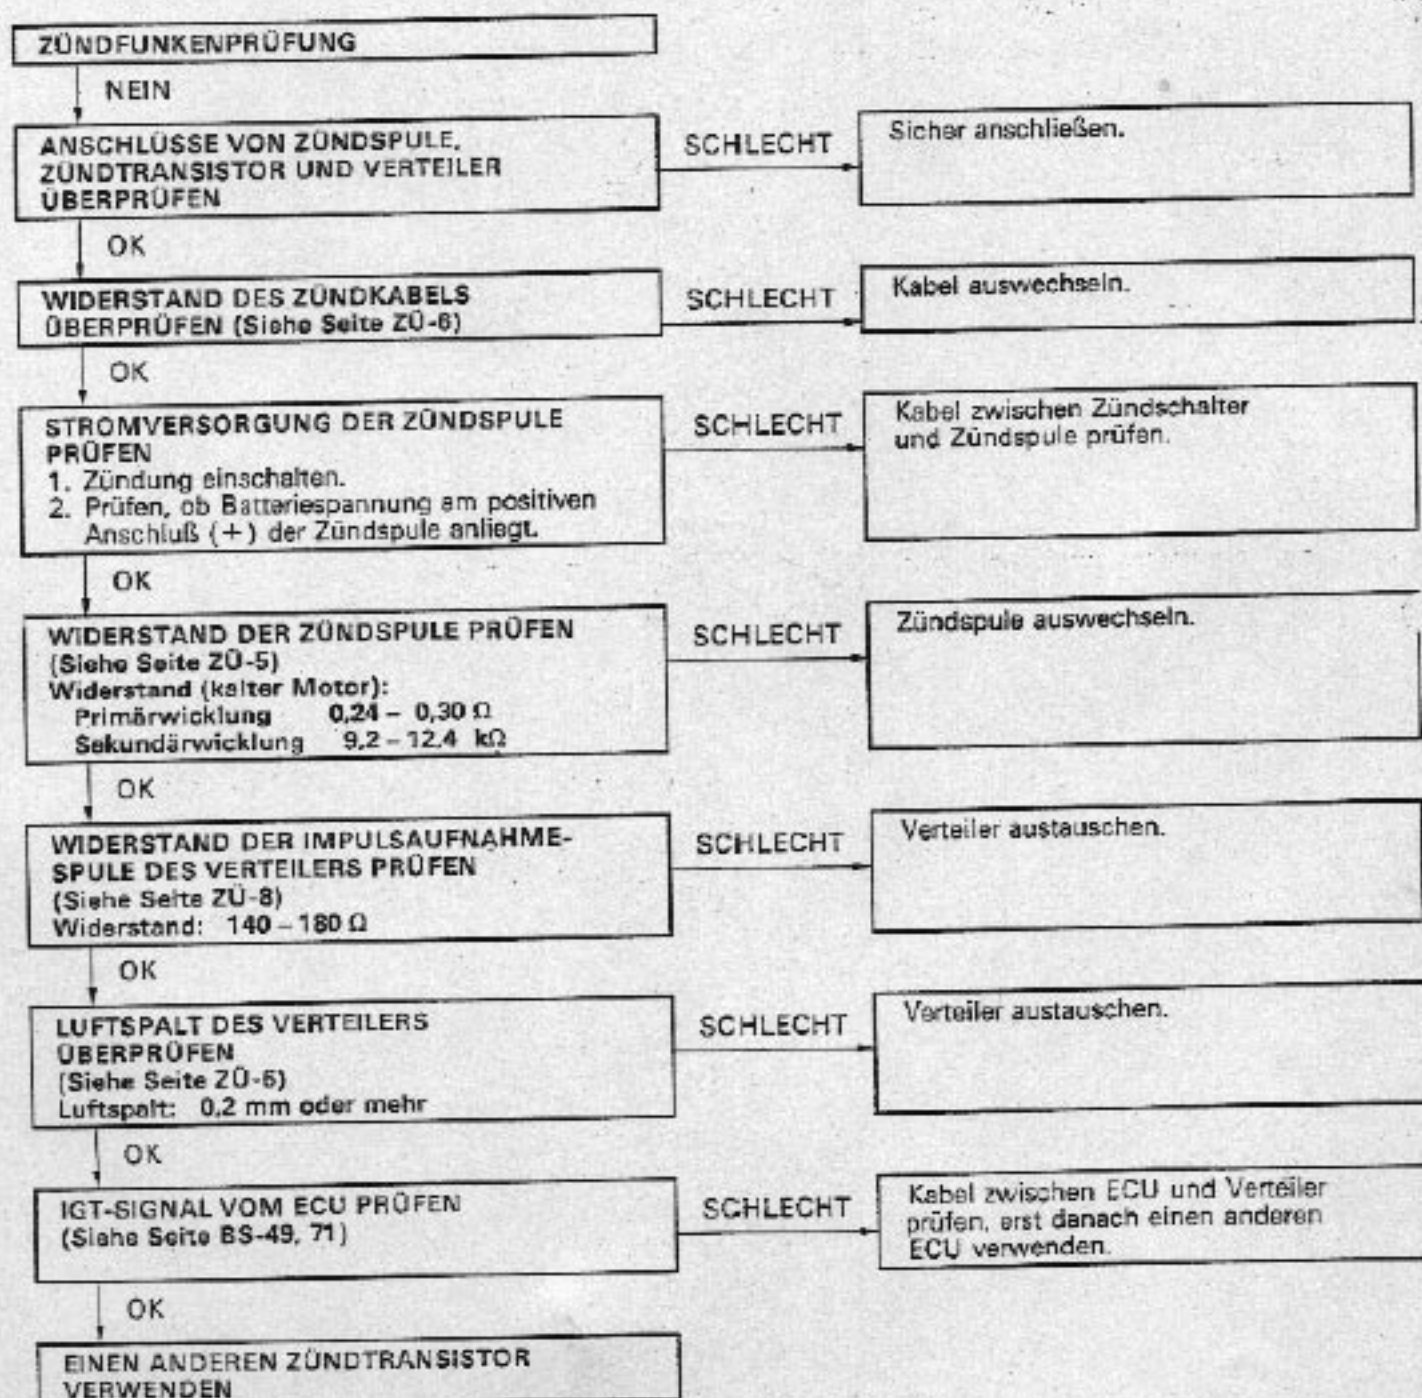 ZÜNDFUNKENPRÜFUNG
NEIN
ANSCHLÜSSE VON ZÜNDSPULE,
ZÜNDTRANSISTOR UND VERTEILER
ÜBERPRÜFEN
SCHLECHT
Sicher anschließen.
OK
WIDERSTAND DES ZÜNDKABELS
ÜBERPRÜFEN (Siehe Seite ZÜ-6)
SCHLECHT
Kabel auswechseln.
OK
STROMVERSORGUNG DER ZÜNDSPULE
PRÜFEN
1. Zündung einschalten.
2. Prüfen, ob Batteriespannung am positiven
Anschluß (+) der Zündspule anliegt.
SCHLECHT
Kabel zwischen Zündschalter
und Zündspule prüfen.
OK
WIDERSTAND DER ZÜNDSPULE PRÜFEN
(Siehe Seite ZÜ-5)
Widerstand (kalter Motor):
Primärwicklung 0,24 – 0,30 Ω
Sekundärwicklung 9,2 – 12,4 kΩ
SCHLECHT
Zündspule auswechseln.
OK
WIDERSTAND DER IMPULSAUFNAHME-
SPULE DES VERTEILERS PRÜFEN
(Siehe Seite ZÜ-8)
Widerstand: 140 – 180 Ω
SCHLECHT
Verteiler austauschen.
OK
LUFTSPALT DES VERTEILERS
ÜBERPRÜFEN
(Siehe Seite ZÜ-6)
Luftspalt: 0,2 mm oder mehr
SCHLECHT
Verteiler austauschen.
OK
IGT-SIGNAL VOM ECU PRÜFEN
(Siehe Seite BS-49, 71)
SCHLECHT
Kabel zwischen ECU und Verteiler
prüfen, erst danach einen anderen
ECU verwenden.
OK
EINEN ANDEREN ZÜNDTRANSISTOR
VERWENDEN